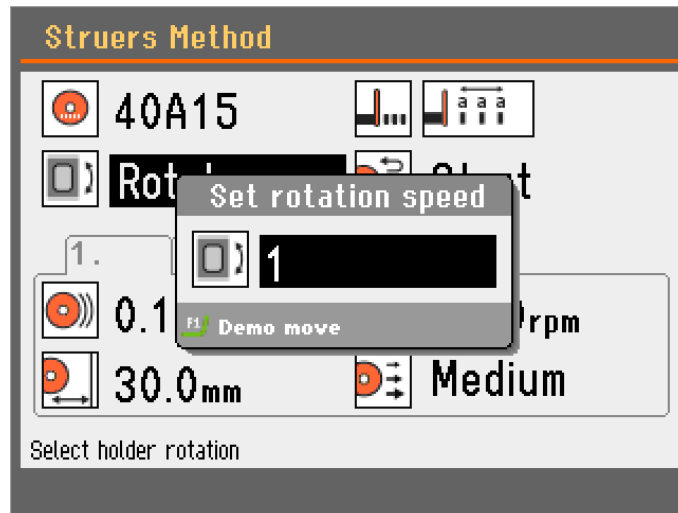 Struers Method
40A15
a a a
Set rotation speed
1
1.
F1 Demo move
0.1
rpm
30.0mm
Medium
Select holder rotation